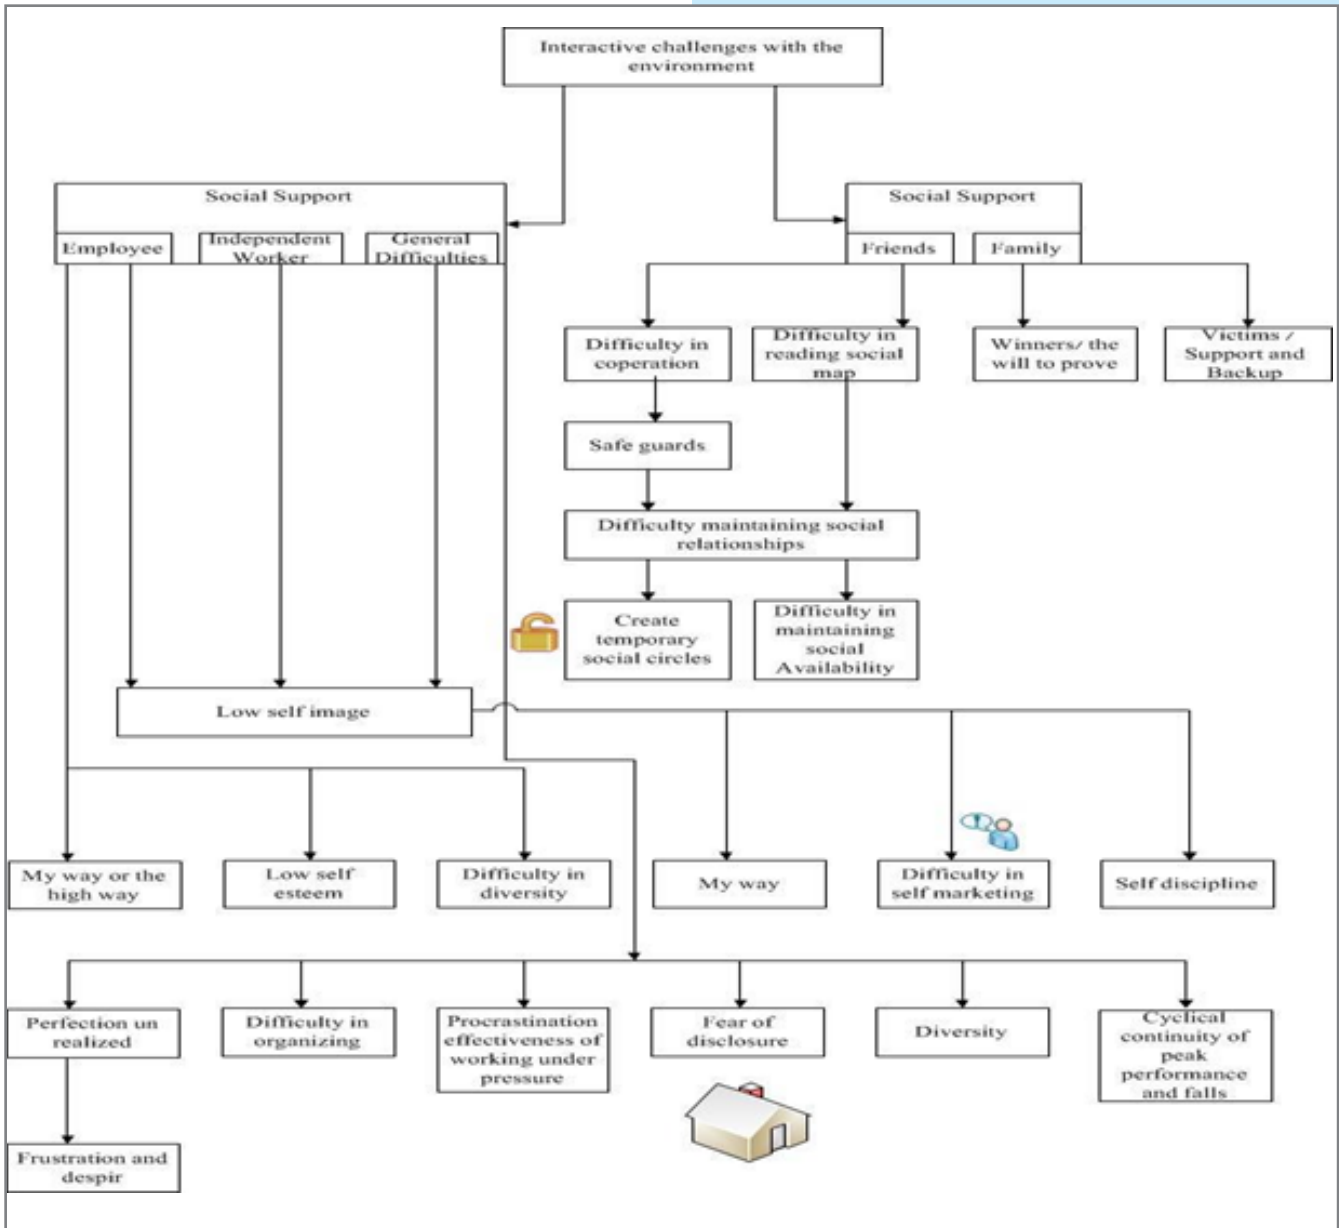 Interactive challenges with the
environment
Social Support
Employee
Independent
Worker
General
Difficulties
Social Support
Friends
Family
Difficulty in
coperation
Difficulty in
reading social
map
Winners/ the
will to prove
Victims /
Support and
Backup
Safe guards
Difficulty maintaining social
relationships
Create
temporary
social circles
Difficulty in
maintaining
social
Availability
Low self image
My way or the
high way
Low self
esteem
Difficulty in
diversity
My way
Difficulty in
self marketing
Self discipline
Perfection un
realized
Difficulty in
organizing
Procrastination
effectiveness of
working under
pressure
Fear of
disclosure
Diversity
Cyclical
continuity of
peak
performance
and falls
Frustration and
despir